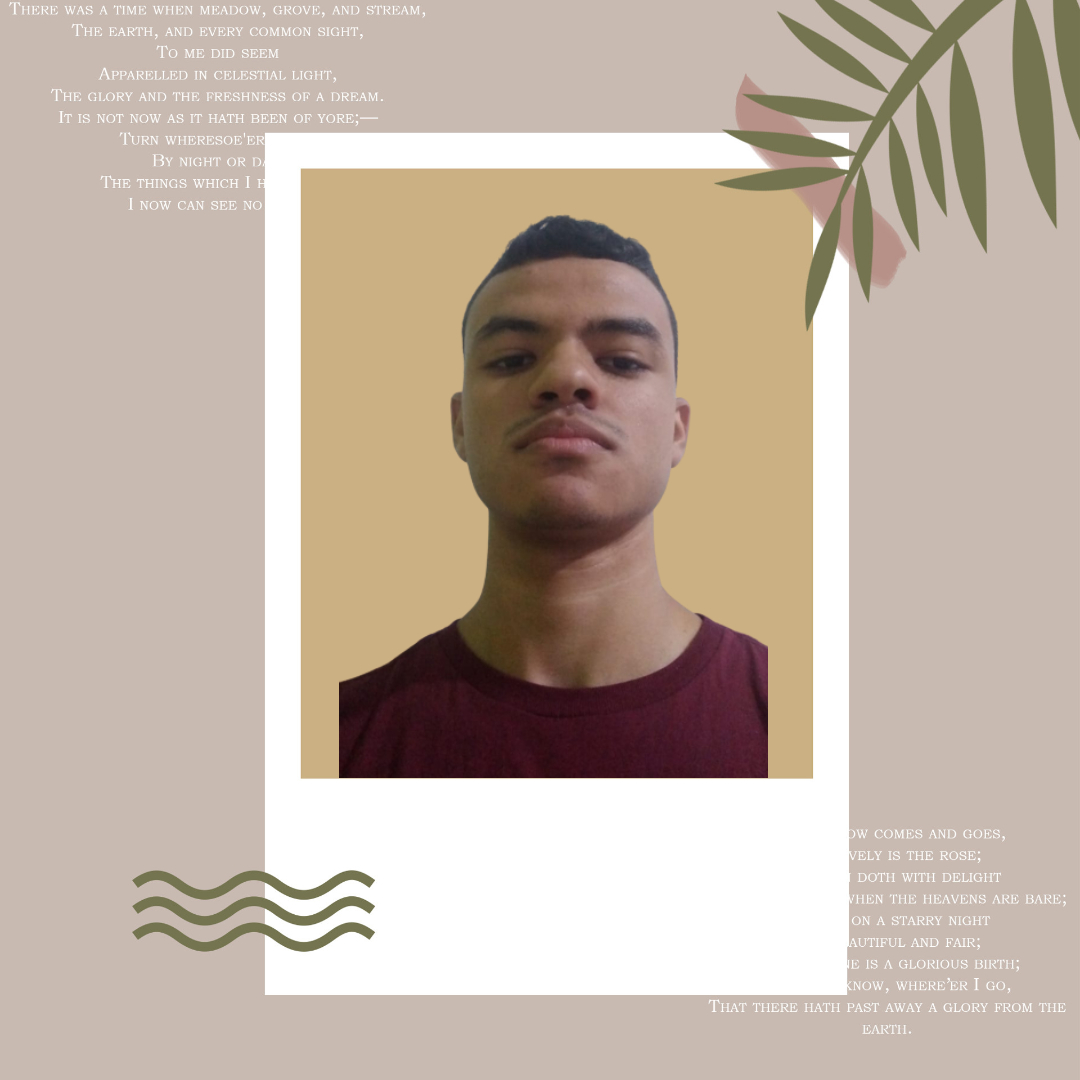 There was a time when meadow, grove, and stream,
The earth, and every common sight,
To me did seem
Apparelled in celestial light,
The glory and the freshness of a dream.
It is not now as it hath been of yore;—
Turn wheresoe'er
By night or
The things which I
I now can see no
comes and goes,
is the rose;
doth with delight
when the heavens are bare;
on a starry night
and fair;
is a glorious birth;
know, where’er I go,
That there hath past away a glory from the
earth.